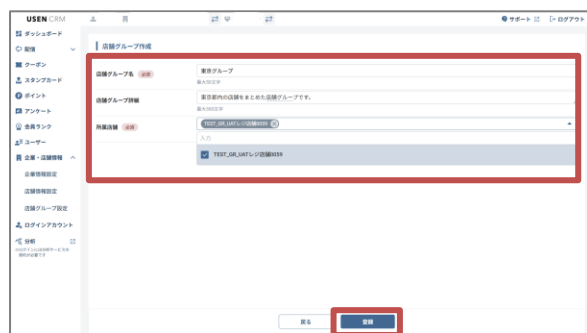 USEN CRM
サポート
ログアウト
ダッシュボード
配信
クーポン
スタンプカード
ポイント
アンケート
会員ランク
ユーザー
企業・店舗情報
企業情報設定
店舗情報設定
店舗グループ設定
ログインアカウント
分析
店舗グループ作成
店舗グループ名 必須
東京グループ
最大50文字
店舗グループ詳細
東京都内の店舗をまとめた店舗グループです。
所属店舗 必須
TEST_GR_UATレジ店舗0039
入力
TEST_GR_UATレジ店舗0039
戻る
登録